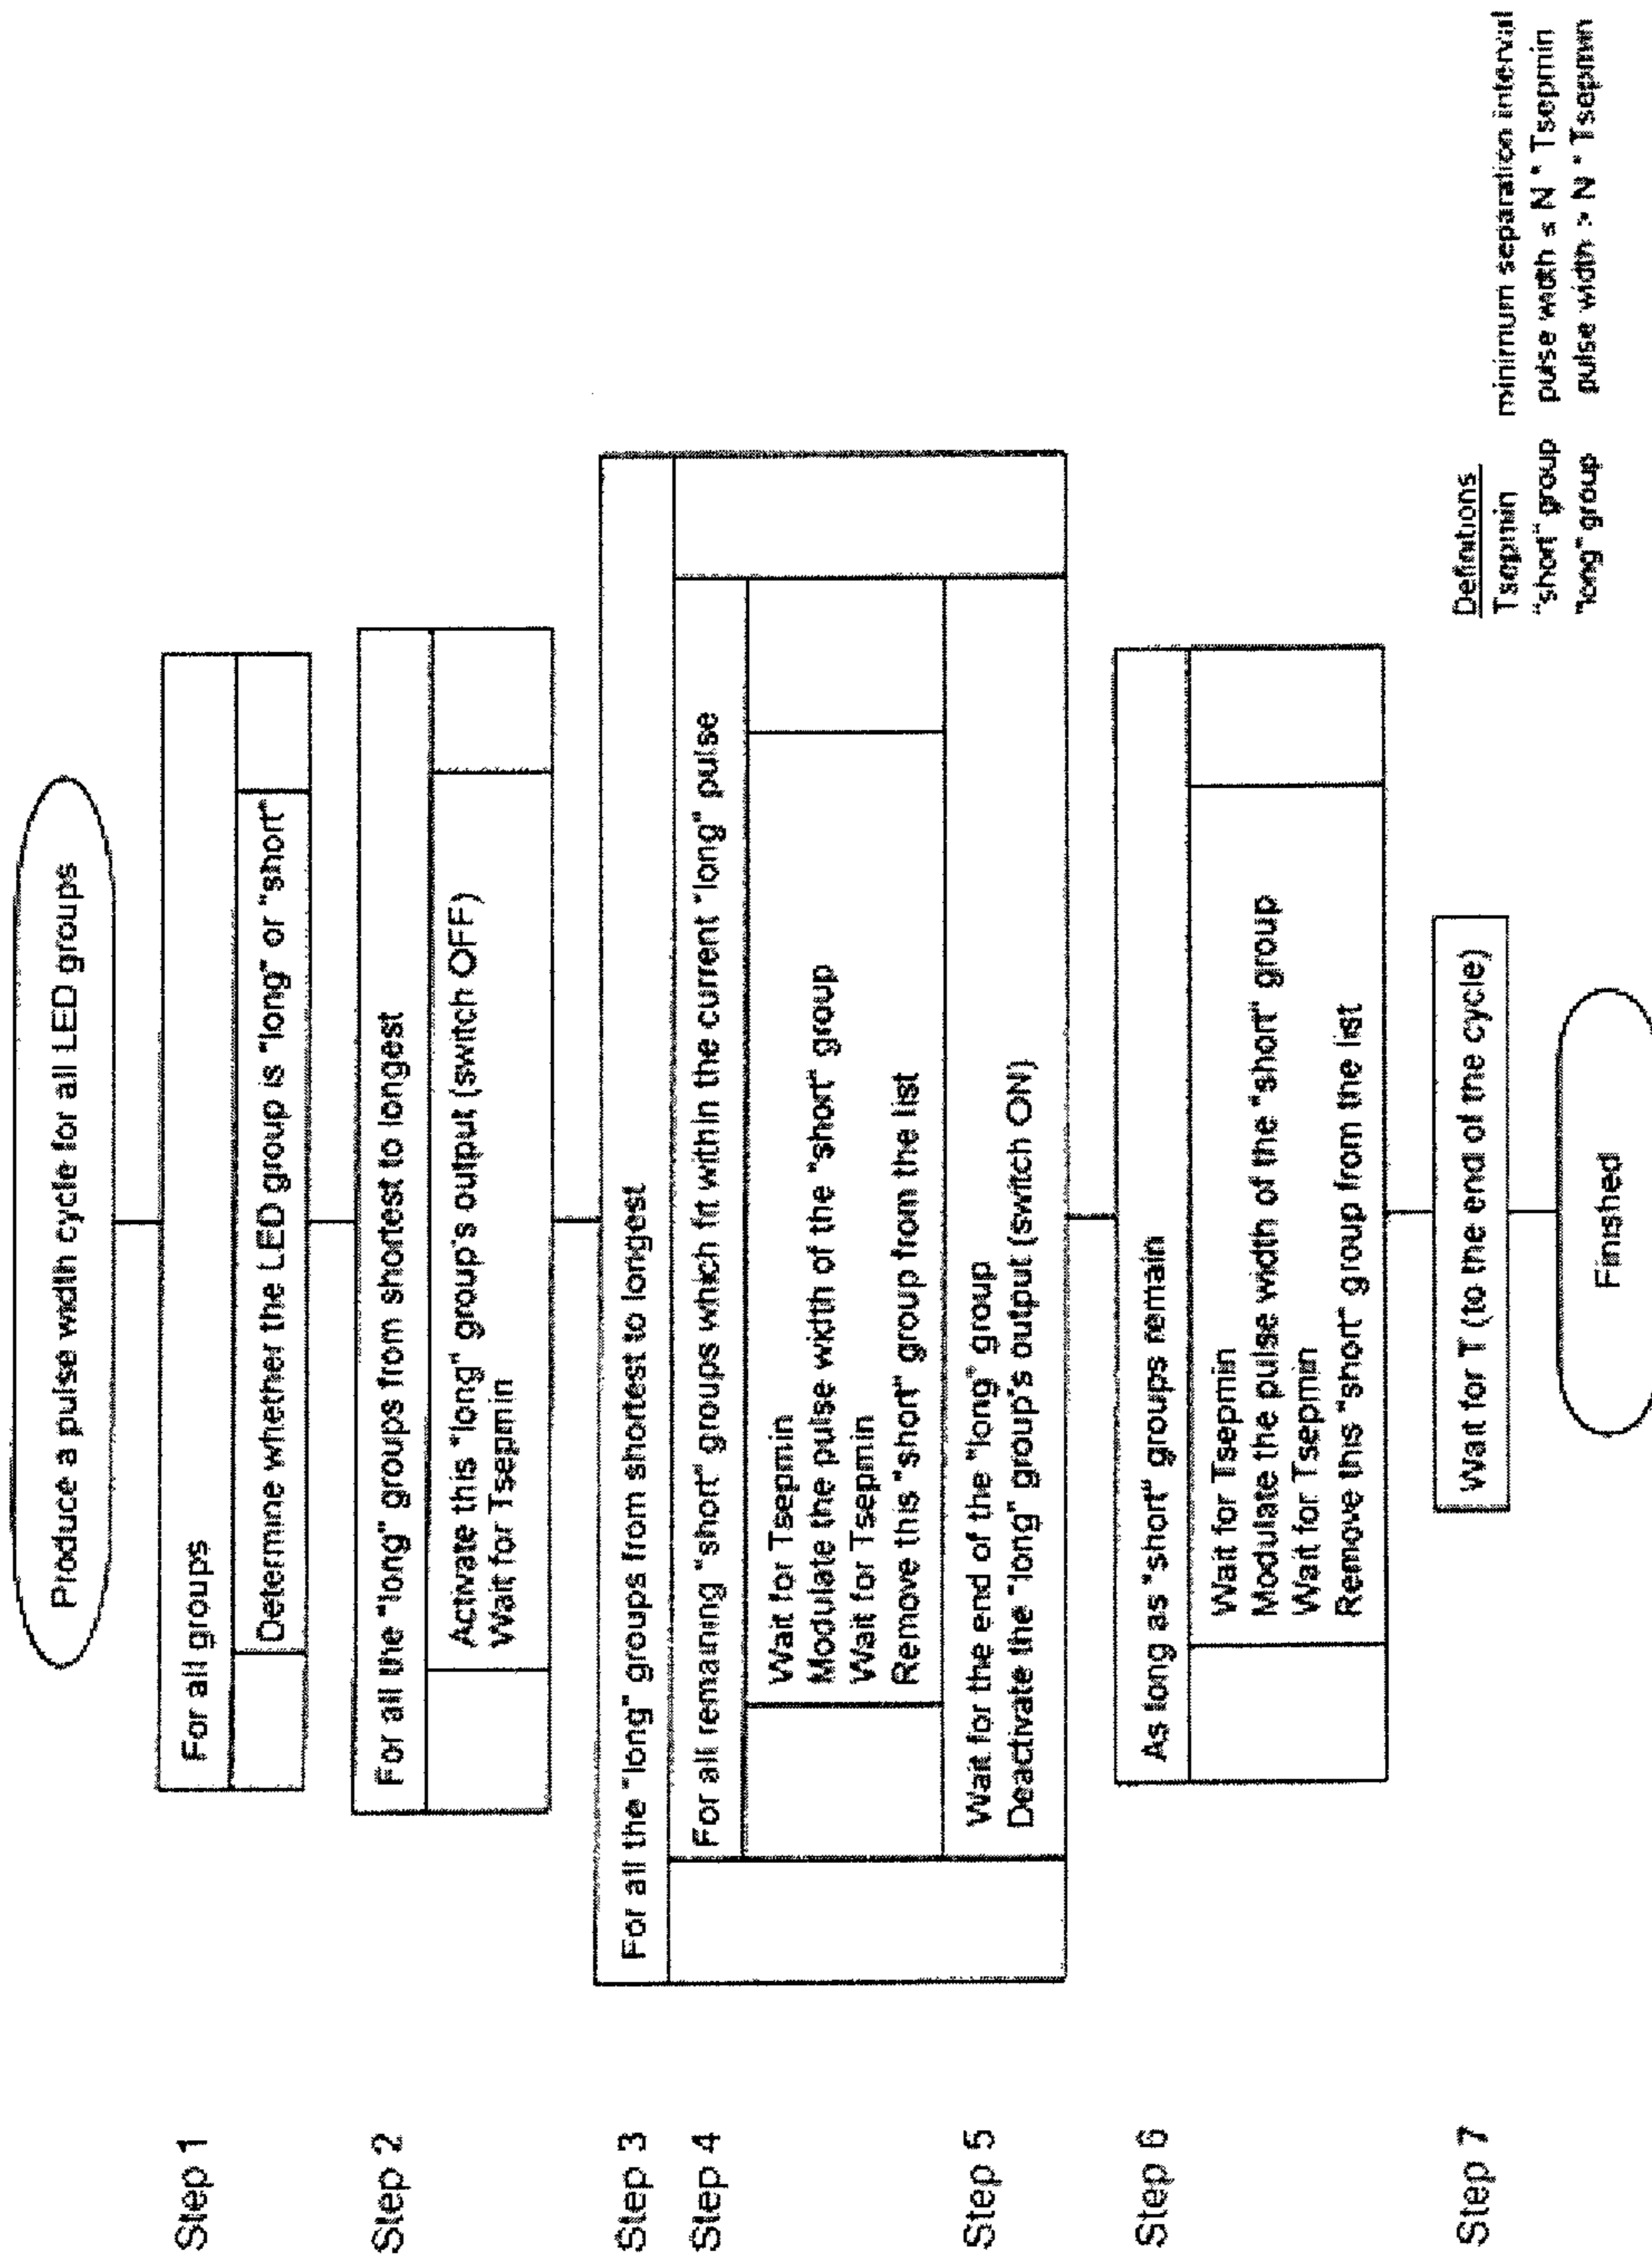 Produce a pulse width cycle for all LED groups
Step 1
For all groups
Determine whether the LED group is "long" or "short"
Step 2
For all the "long" groups from shortest to longest
Activate this "long" group's output (switch OFF)
Wait for Tsepmin
Step 3
For all the "long" groups from shortest to longest
Step 4
For all remaining "short" groups which fit within the current "long" pulse
Wait for Tsepmin
Modulate the pulse width of the "short" group
Wait for Tsepmin
Remove this "short" group from the list
Step 5
Wait for the end of the "long" group
Deactivate the "long" group's output (switch ON)
Step 6
As long as "short" groups remain
Wait for Tsepmin
Modulate the pulse width of the "short" group
Wait for Tsepmin
Remove this "short" group from the list
Step 7
Wait for T (to the end of the cycle)
Finished
Definitions
Tsepmin minimum separation interval
"short" group pulse width ≤ N * Tsepmin
"long" group pulse width > N * Tsepmin